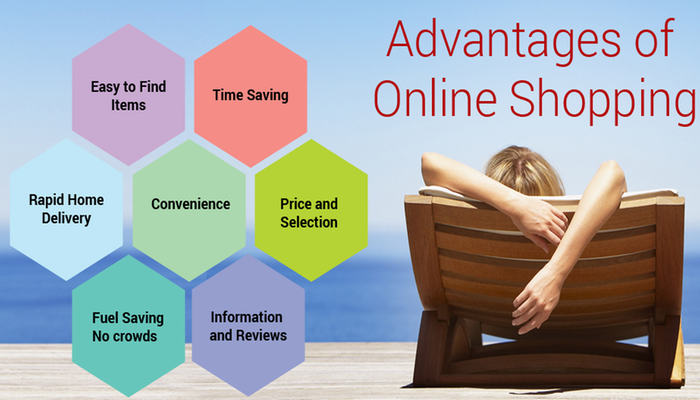 Advantages of
Online Shopping
Easy to Find
Items
Time Saving
Rapid Home
Delivery
Convenience
Price and
Selection
Fuel Saving
No crowds
Information
and Reviews